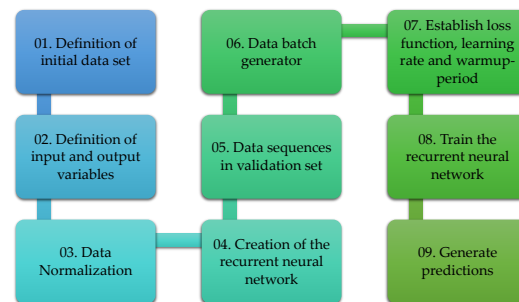 01. Definition of
initial data set
02. Definition of
input and output
variables
03. Data
Normalization
04. Creation of the
recurrent neural
network
05. Data sequences
in validation set
06. Data batch
generator
07. Establish loss
function, learning
rate and warmup-
period
08. Train the
recurrent neural
network
09. Generate
predictions